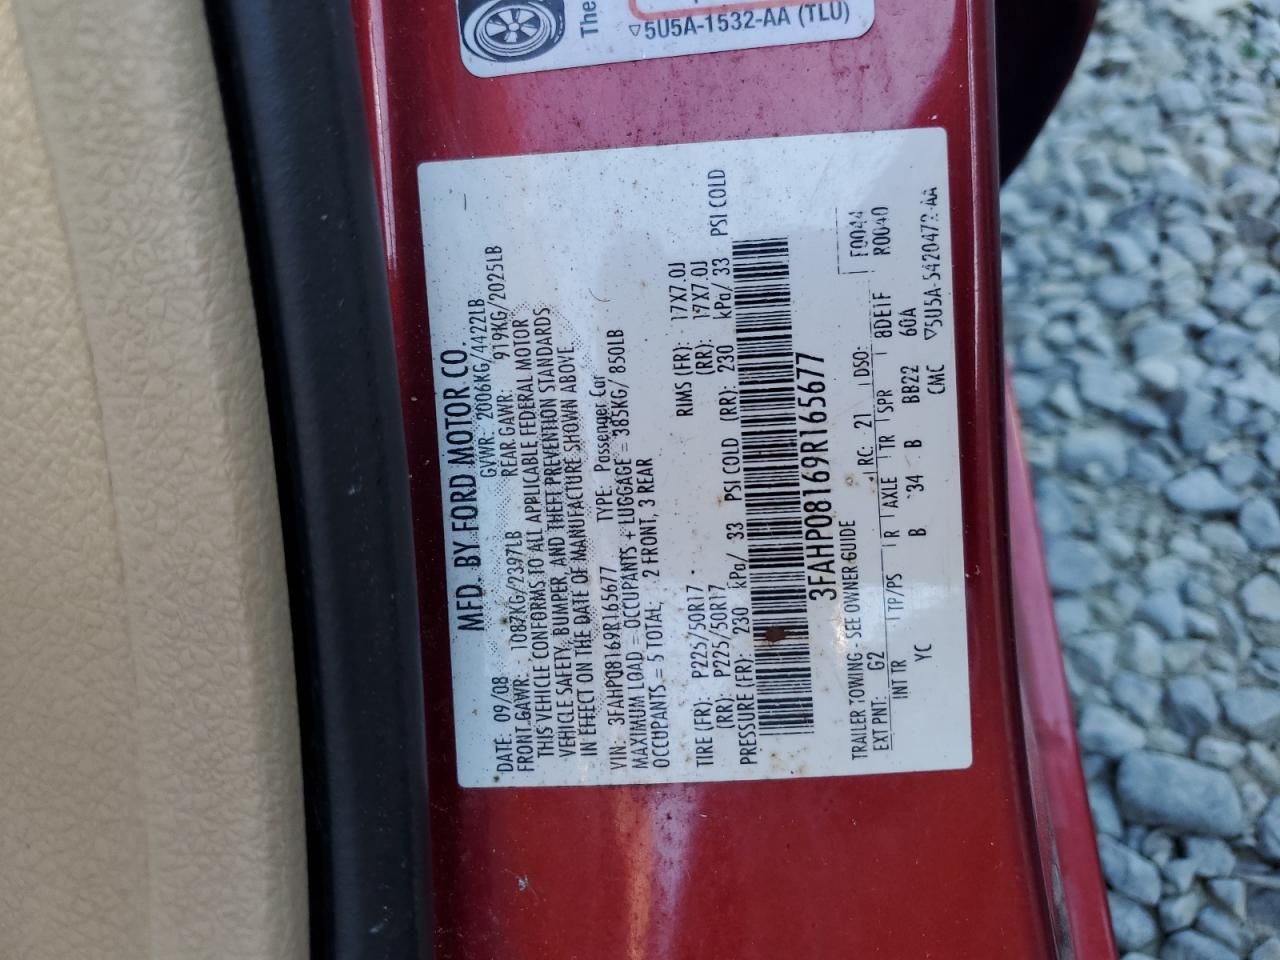 The
▽5U5A-1532-AA (TLU)
MFD. BY FORD MOTOR CO.
DATE: 09/08 GVWR: 2006KG/4422LB
FRONT GAWR: 1087KG/2397LB REAR GAWR: 919KG/2025LB
THIS VEHICLE CONFORMS TO ALL APPLICABLE FEDERAL MOTOR
VEHICLE SAFETY, BUMPER, AND THEFT PREVENTION STANDARDS
IN EFFECT ON THE DATE OF MANUFACTURE SHOWN ABOVE.
VIN: 3FAHP08169R165677 TYPE: Passenger Car
MAXIMUM LOAD = OCCUPANTS + LUGGAGE = 385KG/ 850LB
OCCUPANTS = 5 TOTAL, 2 FRONT, 3 REAR
TIRE (FR): P225/50R17 RIMS (FR): 17X7.0J
(RR): P225/50R17 (RR): 17X7.0J
PRESSURE (FR): 230 kPa/ 33 PSI COLD (RR): 230 kPa/ 33 PSI COLD
3FAHP08169R165677
TRAILER TOWING - SEE OWNER GUIDE
EXT PNT: G2 RC: 21 DSO: F0044
INT TR TP/PS R AXLE TR SPR 8DE1F R0040
YC B 34 B BB22 60A
CMC ▽5U5A-5420472-AA